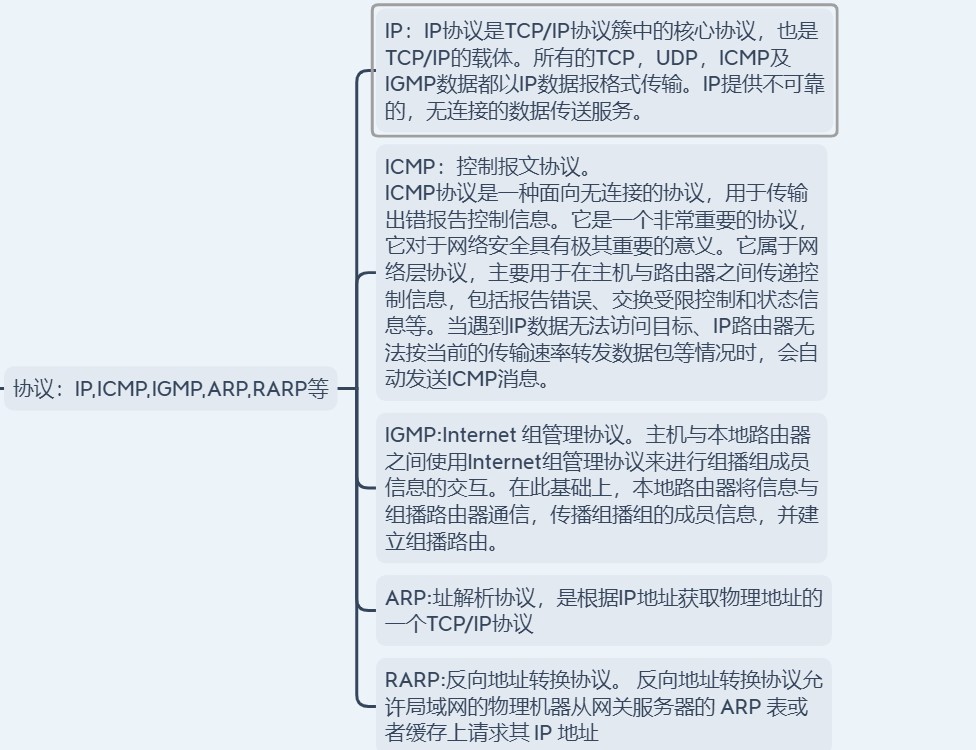 协议：IP,ICMP,IGMP,ARP,RARP等
IP：IP协议是TCP/IP协议簇中的核心协议，也是
TCP/IP的载体。所有的TCP，UDP，ICMP及
IGMP数据都以IP数据报格式传输。IP提供不可靠
的，无连接的数据传送服务。
ICMP：控制报文协议。
ICMP协议是一种面向无连接的协议，用于传输
出错报告控制信息。它是一个非常重要的协议，
它对于网络安全具有极其重要的意义。它属于网
络层协议，主要用于在主机与路由器之间传递控
制信息，包括报告错误、交换受限控制和状态信
息等。当遇到IP数据无法访问目标、IP路由器无
法按当前的传输速率转发数据包等情况时，会自
动发送ICMP消息。
IGMP:Internet 组管理协议。主机与本地路由器
之间使用Internet组管理协议来进行组播组成员
信息的交互。在此基础上，本地路由器将信息与
组播路由器通信，传播组播组的成员信息，并建
立组播路由。
ARP:址解析协议，是根据IP地址获取物理地址的
一个TCP/IP协议
RARP:反向地址转换协议。 反向地址转换协议允
许局域网的物理机器从网关服务器的 ARP 表或
者缓存上请求其 IP 地址